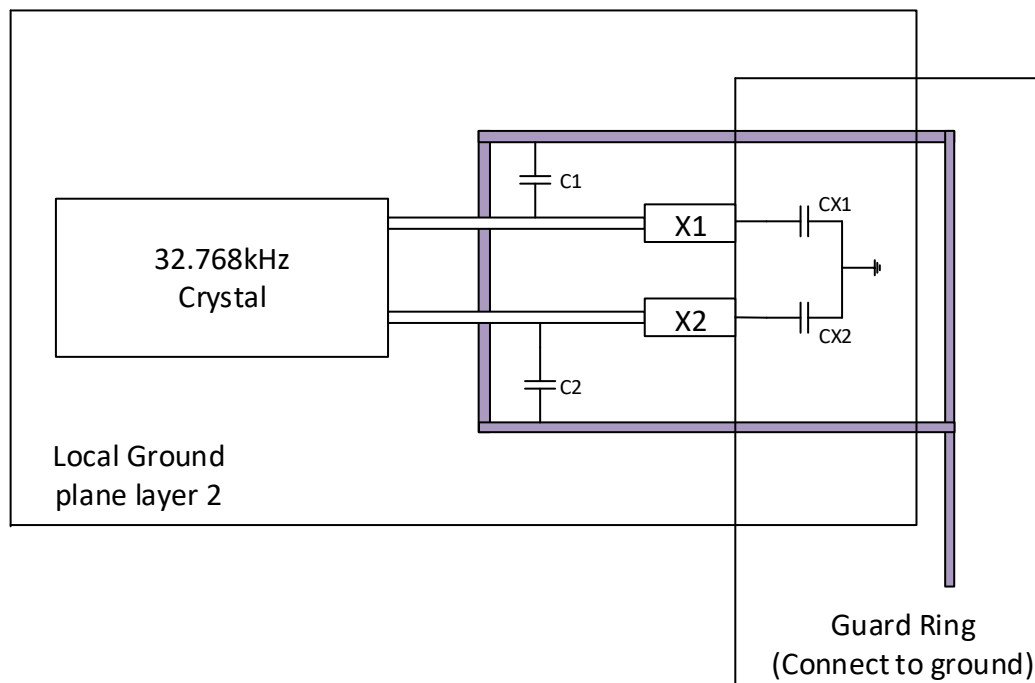 C1
CX1
X1
32.768kHz
Crystal
X2
CX2
C2
Local Ground
plane layer 2
Guard Ring
(Connect to ground)